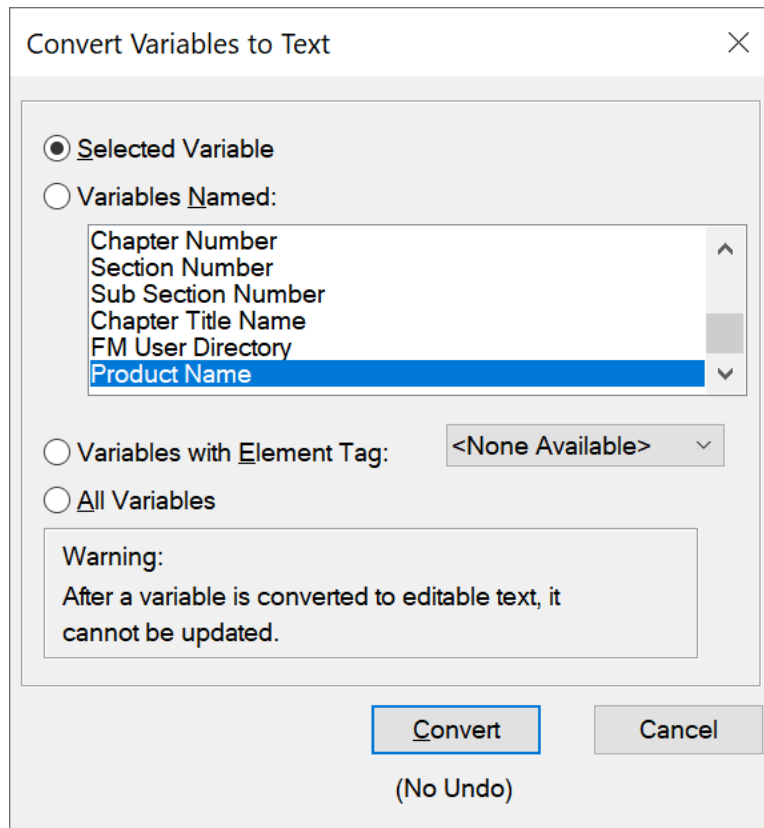 Convert Variables to Text
Selected Variable
Variables Named:
Chapter Number
Section Number
Sub Section Number
Chapter Title Name
FM User Directory
Product Name
Variables with Element Tag: <None Available>
All Variables
Warning:
After a variable is converted to editable text, it
cannot be updated.
Convert Cancel
(No Undo)